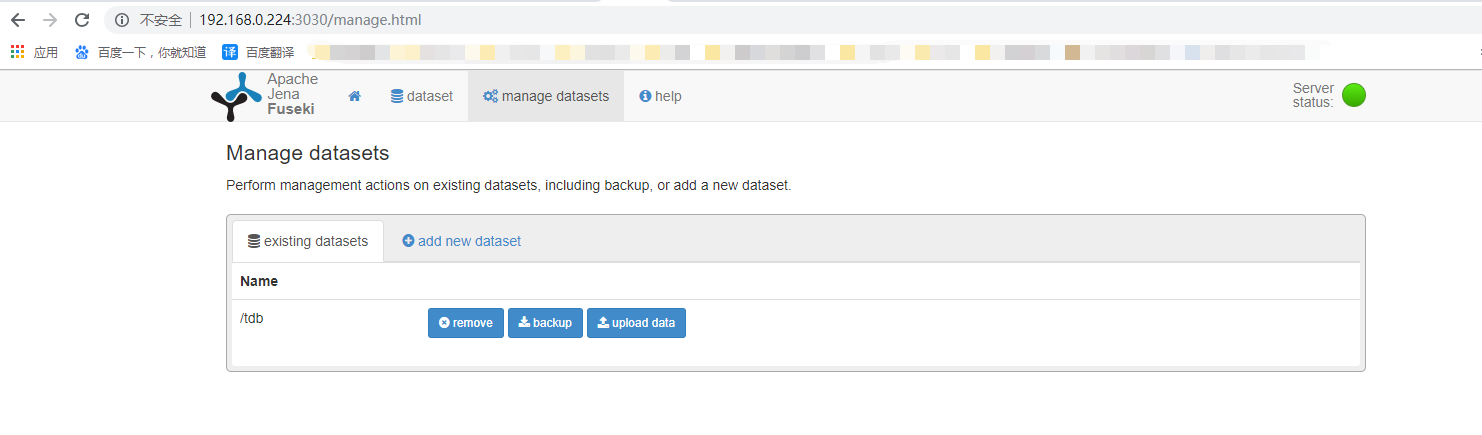 不安全 192.168.0.224:3030/manage.html
应用 百度一下，你就知道 百度翻译
Apache
Jena
Fuseki
dataset manage datasets help
Server
status:
Manage datasets
Perform management actions on existing datasets, including backup, or add a new dataset.
existing datasets add new dataset
Name
/tdb remove backup upload data